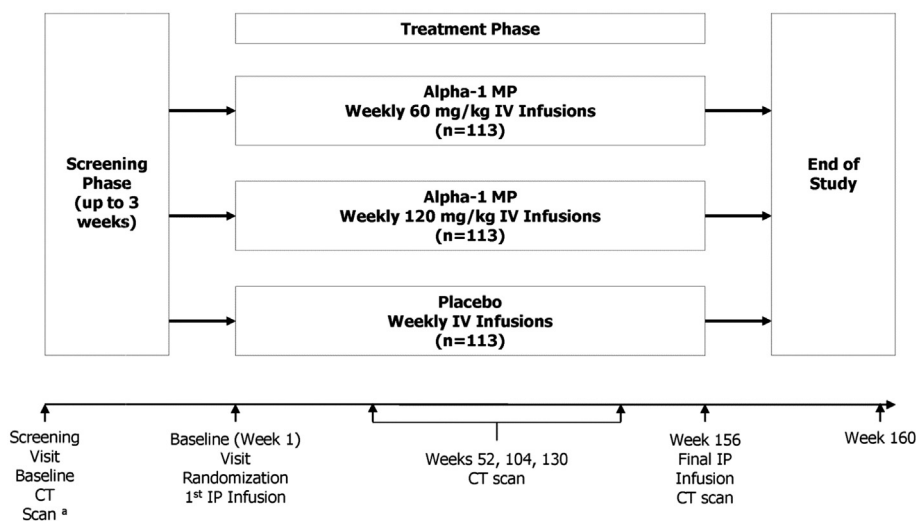 Treatment Phase
Alpha-1 MP
Weekly 60 mg/kg IV Infusions
(n=113)
Screening
Phase
(up to 3
weeks)
Alpha-1 MP
Weekly 120 mg/kg IV Infusions
(n=113)
End of
Study
Placebo
Weekly IV Infusions
(n=113)
Screening
Visit
Baseline
CT
Scan a
Baseline (Week 1)
Visit
Randomization
1st IP Infusion
Weeks 52, 104, 130
CT scan
Week 156
Final IP
Infusion
CT scan
Week 160